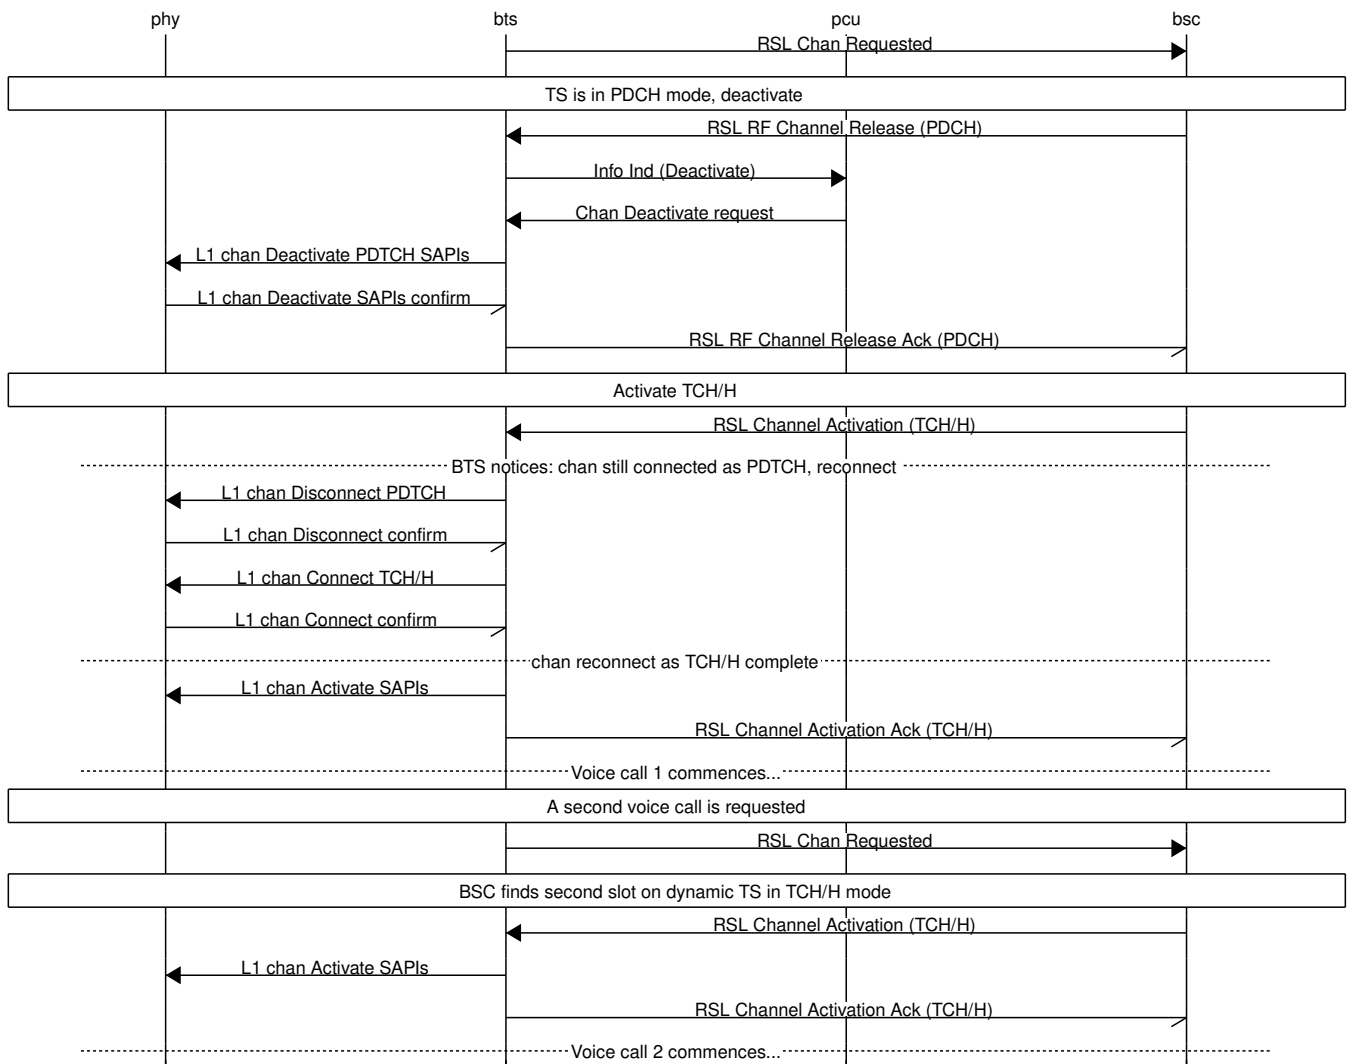 phy bts pcu bsc
RSL Chan Requested
TS is in PDCH mode, deactivate
RSL RF Channel Release (PDCH)
Info Ind (Deactivate)
Chan Deactivate request
L1 chan Deactivate PDTCH SAPIs
L1 chan Deactivate SAPIs confirm
RSL RF Channel Release Ack (PDCH)
Activate TCH/H
RSL Channel Activation (TCH/H)
BTS notices: chan still connected as PDTCH, reconnect
L1 chan Disconnect PDTCH
L1 chan Disconnect confirm
L1 chan Connect TCH/H
L1 chan Connect confirm
chan reconnect as TCH/H complete
L1 chan Activate SAPIs
RSL Channel Activation Ack (TCH/H)
Voice call 1 commences...
A second voice call is requested
RSL Chan Requested
BSC finds second slot on dynamic TS in TCH/H mode
RSL Channel Activation (TCH/H)
L1 chan Activate SAPIs
RSL Channel Activation Ack (TCH/H)
Voice call 2 commences...